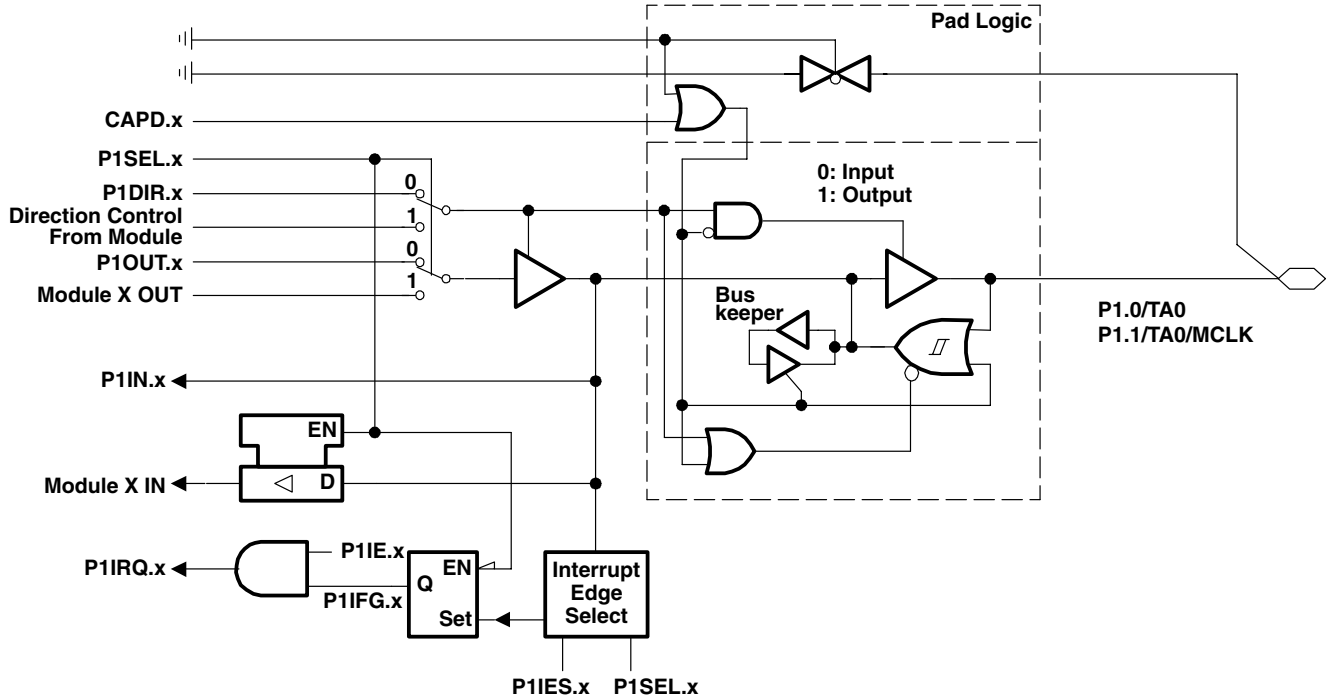 Pad Logic
CAPD.x
P1SEL.x
P1DIR.x
0
Direction Control
From Module
1
P1OUT.x
0
Module X OUT
1
0: Input
1: Output
Bus
keeper
P1.0/TA0
P1.1/TA0/MCLK
P1IN.x
EN
Module X IN
D
P1IRQ.x
P1IE.x
P1IFG.x
EN
Q
Set
Interrupt
Edge
Select
P1IES.x
P1SEL.x